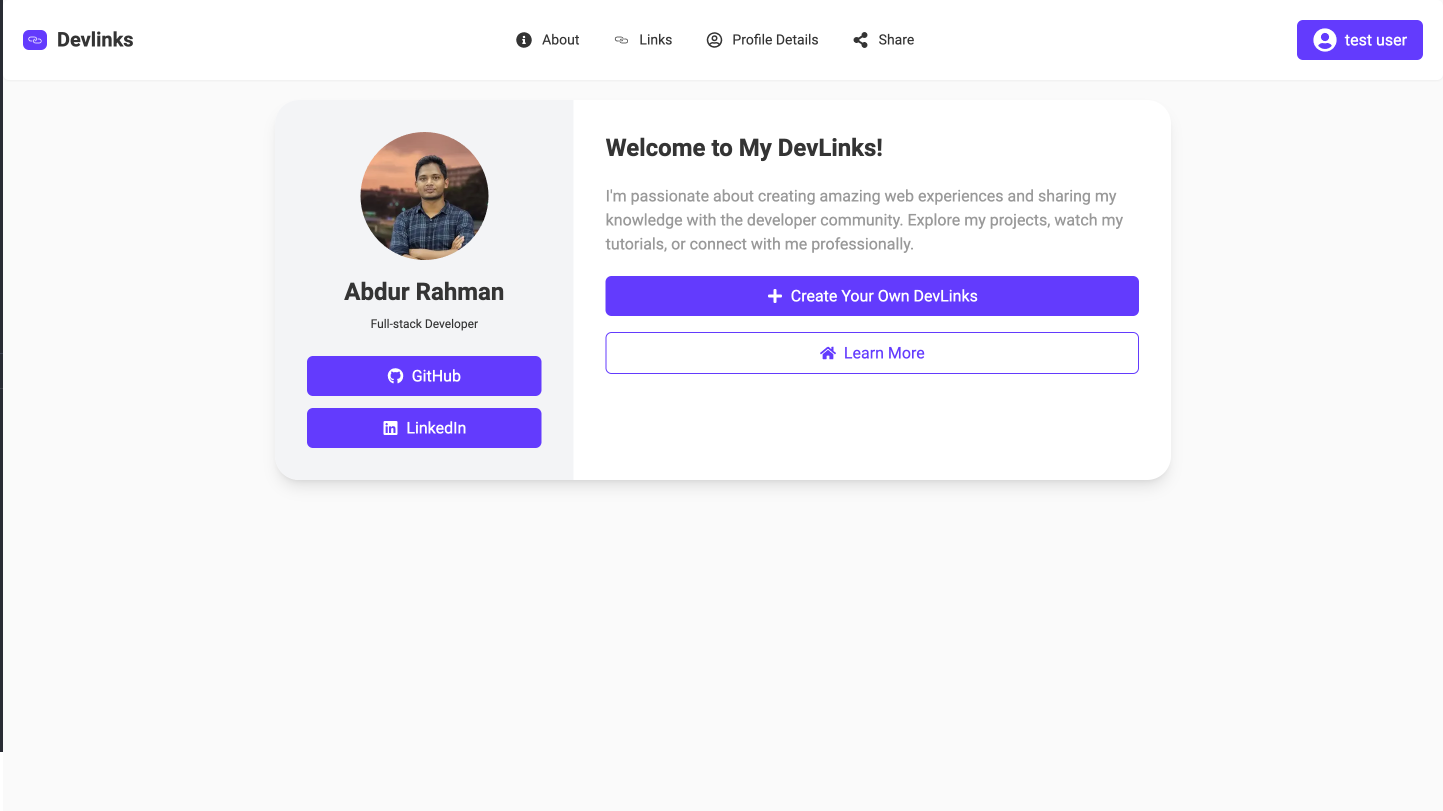 Devlinks
About
Links
Profile Details
Share
test user
Abdur Rahman
Full-stack Developer
GitHub
LinkedIn
Welcome to My DevLinks!
I'm passionate about creating amazing web experiences and sharing my
knowledge with the developer community. Explore my projects, watch my
tutorials, or connect with me professionally.
Create Your Own DevLinks
Learn More